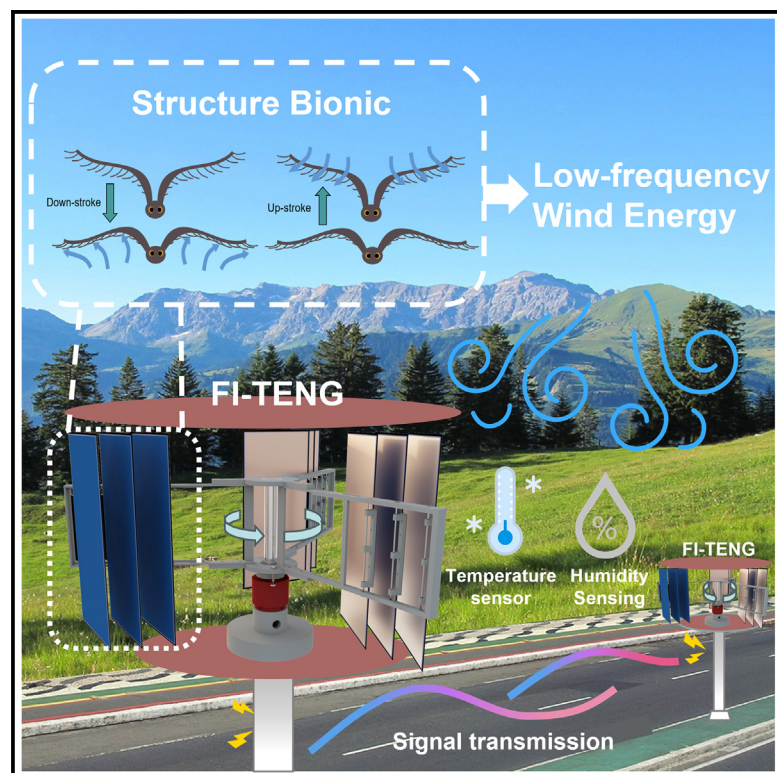 Structure Bionic
Down-stroke
Up-stroke
Low-frequency
Wind Energy
FI-TENG
%
Temperature
sensor
Humidity
Sensing
FI-TENG
Signal transmission